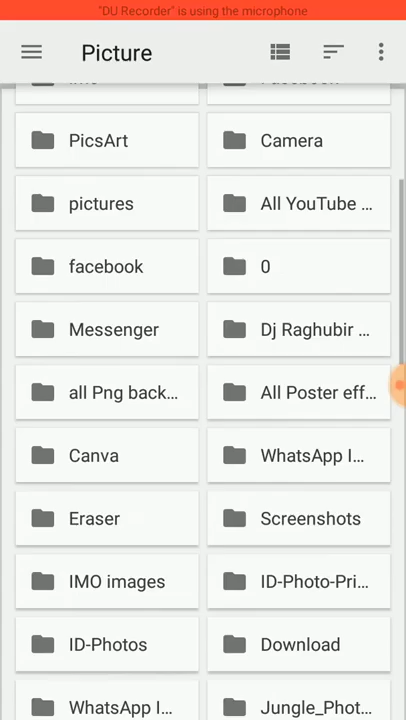 "DU Recorder" is using the microphone
Picture
PicsArt
Camera
pictures
All YouTube ...
facebook
0
Messenger
Dj Raghubir ...
all Png back...
All Poster eff...
Canva
WhatsApp I...
Eraser
Screenshots
IMO images
ID-Photo-Pri...
ID-Photos
Download
WhatsApp I...
Jungle_Phot...